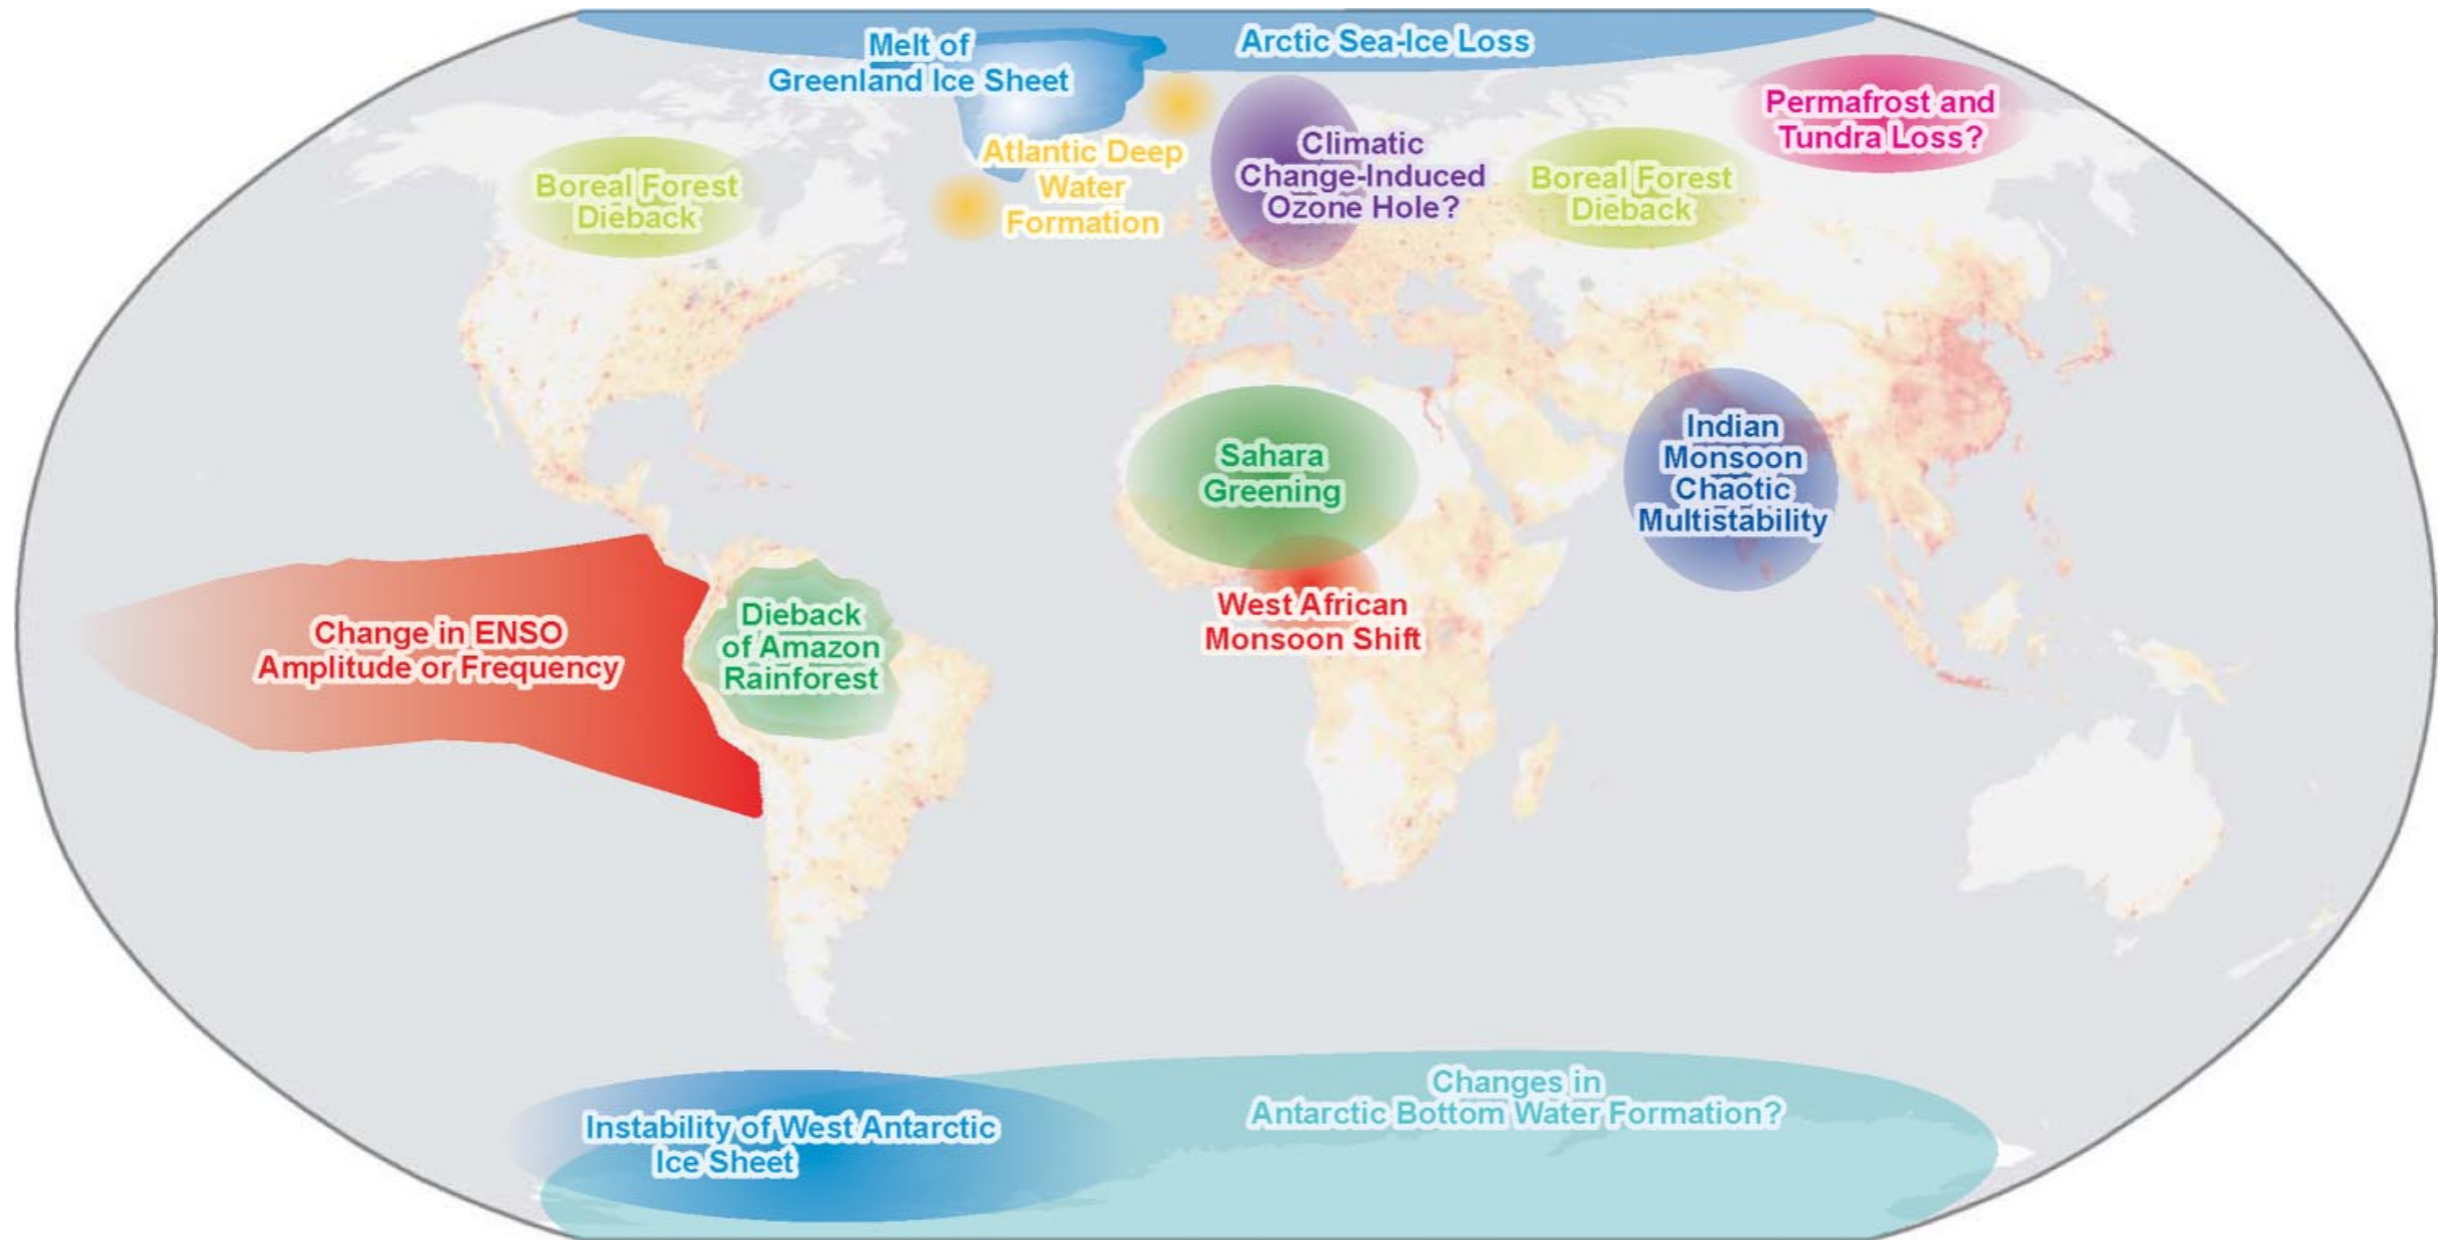 Melt of
Greenland Ice Sheet
Arctic Sea-Ice Loss
Permafrost and
Tundra Loss?
Atlantic Deep
Water
Formation
Climatic
Change-Induced
Ozone Hole?
Boreal Forest
Dieback
Boreal Forest
Dieback
Sahara
Greening
Indian
Monsoon
Chaotic
Multistability
West African
Monsoon Shift
Change in ENSO
Amplitude or Frequency
Dieback
of Amazon
Rainforest
Instability of West Antarctic
Ice Sheet
Changes in
Antarctic Bottom Water Formation?